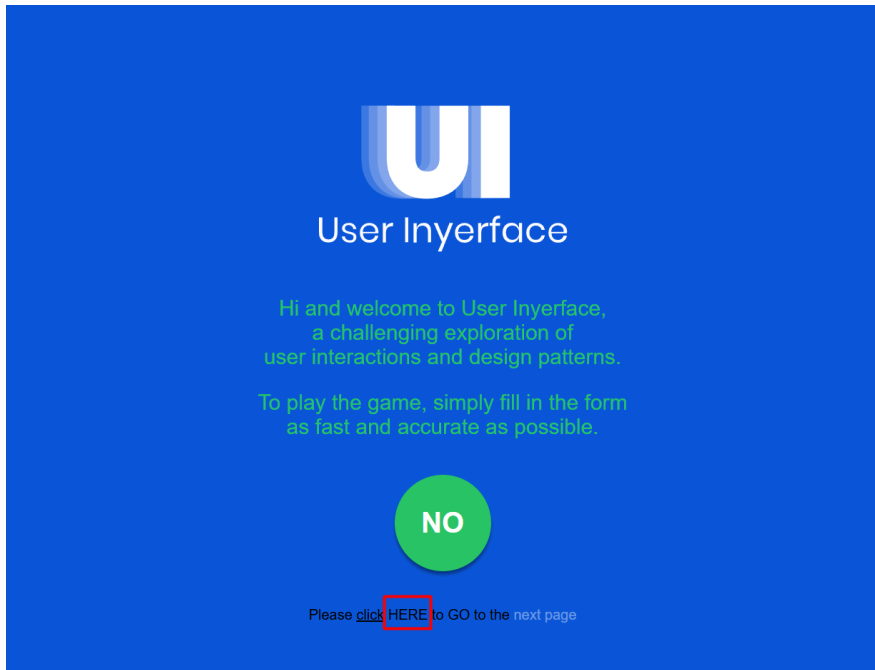 UI
User Inyerface
Hi and welcome to User Inyerface,
a challenging exploration of
user interactions and design patterns.
To play the game, simply fill in the form
as fast and accurate as possible.
NO
Please click HERE to GO to the next page